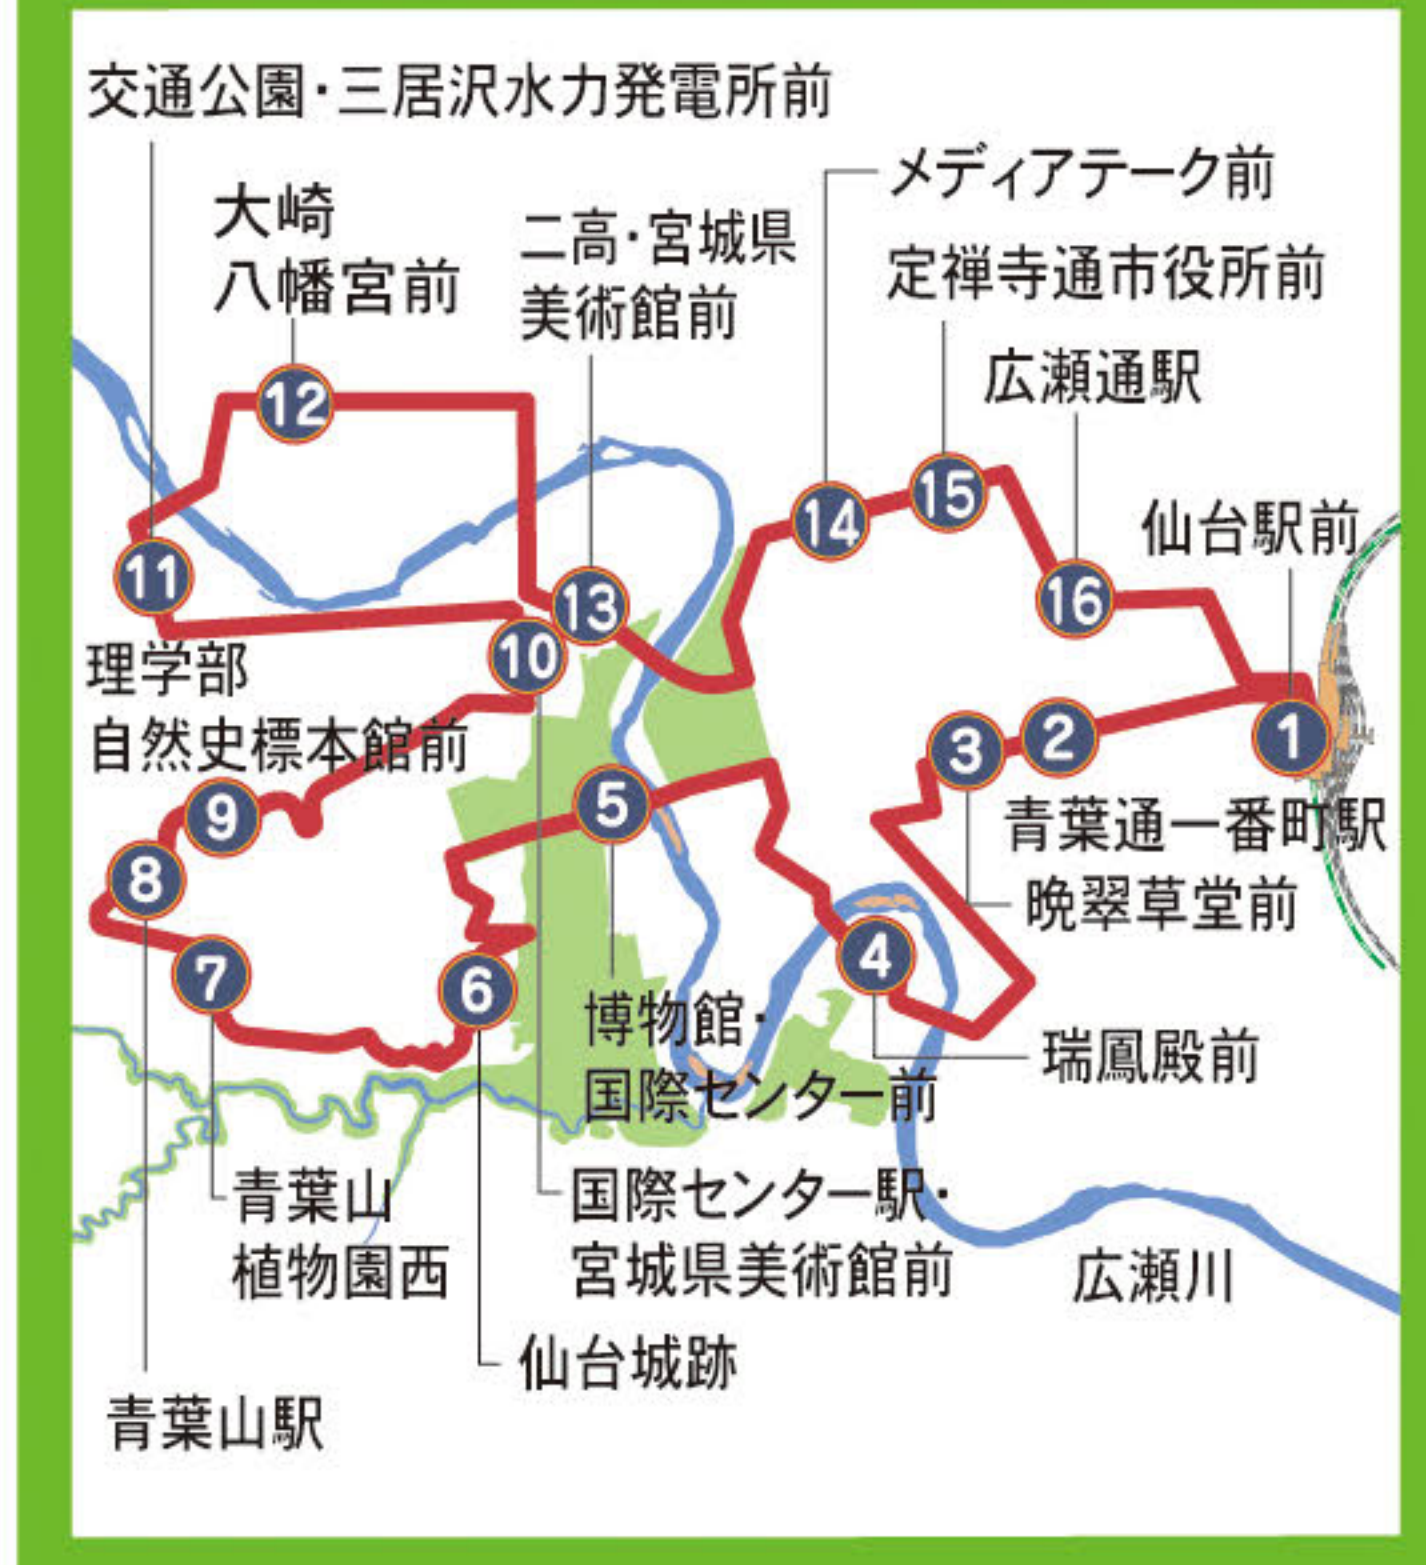 交通公園・三居沢水力発電所前
メディアテーク前
大崎
八幡宮前
二高・宮城県
美術館前
定禅寺通市役所前
広瀬通駅
仙台駅前
12
15
14
11
13
16
10
理学部
自然史標本館前
3
2
1
5
9
青葉通一番町駅
8
晩翠草堂前
7
6
4
博物館・
国際センター前
瑞鳳殿前
青葉山
植物園西
国際センター駅・
宮城県美術館前
広瀬川
仙台城跡
青葉山駅